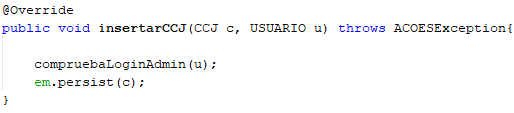 @Override
public void insertarCCJ(CCJ c, USUARIO u) throws ACOESException{
compruebaLoginAdmin(u);
em.persist(c);
}